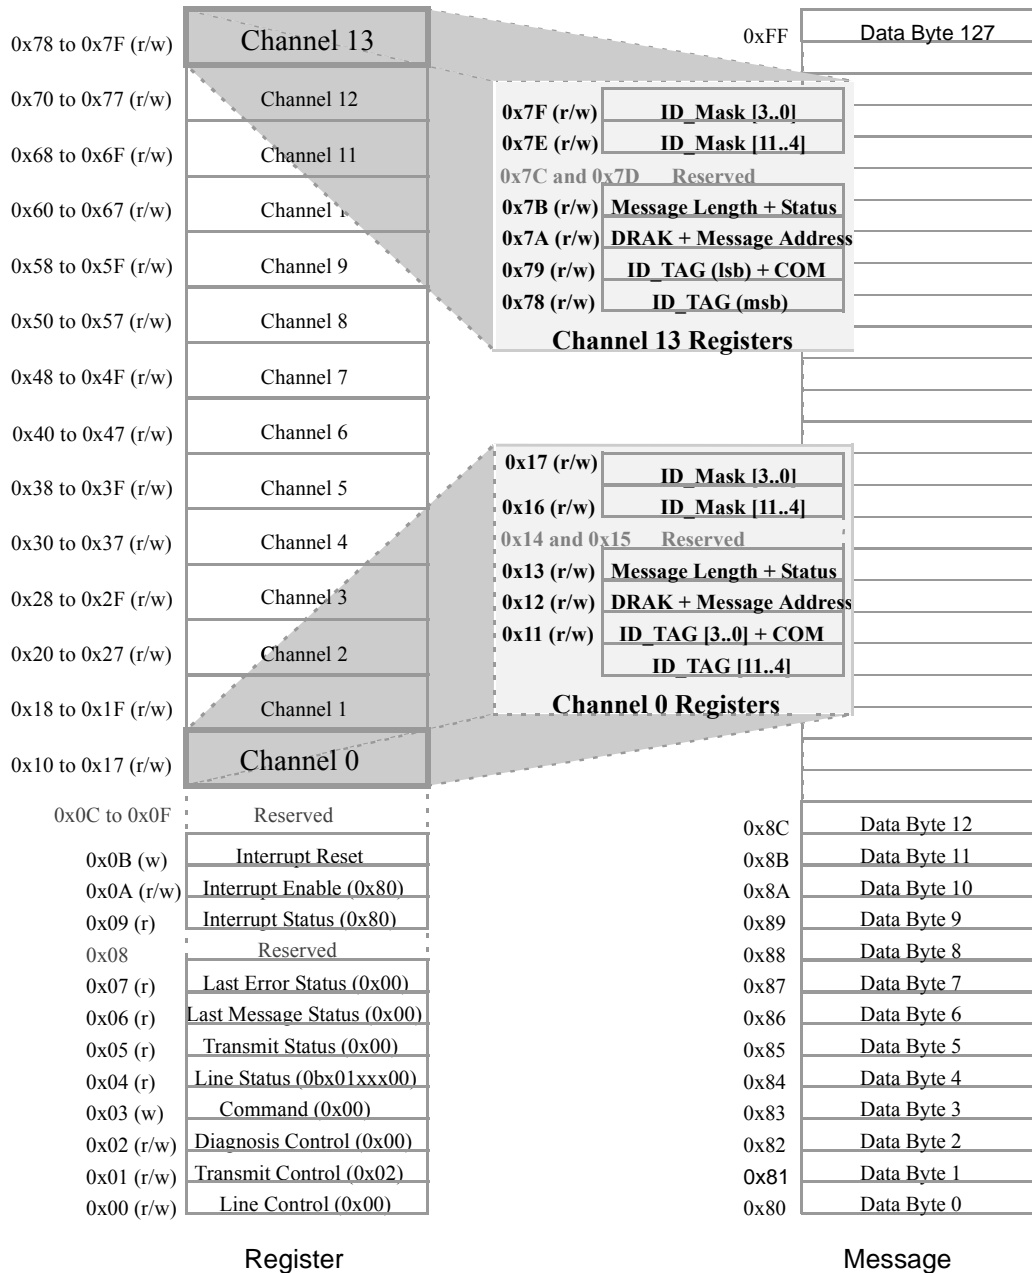 0x78 to 0x7F (r/w) Channel 13
0x70 to 0x77 (r/w) Channel 12
0x68 to 0x6F (r/w) Channel 11
0x60 to 0x67 (r/w) Channel 1
0x58 to 0x5F (r/w) Channel 9
0x50 to 0x57 (r/w) Channel 8
0x48 to 0x4F (r/w) Channel 7
0x40 to 0x47 (r/w) Channel 6
0x38 to 0x3F (r/w) Channel 5
0x30 to 0x37 (r/w) Channel 4
0x28 to 0x2F (r/w) Channel 3
0x20 to 0x27 (r/w) Channel 2
0x18 to 0x1F (r/w) Channel 1
0x10 to 0x17 (r/w) Channel 0
0x0C to 0x0F Reserved
0x0B (w) Interrupt Reset
0x0A (r/w) Interrupt Enable (0x80)
0x09 (r) Interrupt Status (0x80)
0x08 Reserved
0x07 (r) Last Error Status (0x00)
0x06 (r) Last Message Status (0x00)
0x05 (r) Transmit Status (0x00)
0x04 (r) Line Status (0bx01xxx00)
0x03 (w) Command (0x00)
0x02 (r/w) Diagnosis Control (0x00)
0x01 (r/w) Transmit Control (0x02)
0x00 (r/w) Line Control (0x00)
Register
0x7F (r/w) ID_Mask [3..0]
0x7E (r/w) ID_Mask [11..4]
0x7C and 0x7D Reserved
0x7B (r/w) Message Length + Status
0x7A (r/w) DRAK + Message Address
0x79 (r/w) ID_TAG (lsb) + COM
0x78 (r/w) ID_TAG (msb)
Channel 13 Registers
0x17 (r/w) ID_Mask [3..0]
0x16 (r/w) ID_Mask [11..4]
0x14 and 0x15 Reserved
0x13 (r/w) Message Length + Status
0x12 (r/w) DRAK + Message Address
0x11 (r/w) ID_TAG [3..0] + COM
ID_TAG [11..4]
Channel 0 Registers
0xFF Data Byte 127
0x8C Data Byte 12
0x8B Data Byte 11
0x8A Data Byte 10
0x89 Data Byte 9
0x88 Data Byte 8
0x87 Data Byte 7
0x86 Data Byte 6
0x85 Data Byte 5
0x84 Data Byte 4
0x83 Data Byte 3
0x82 Data Byte 2
0x81 Data Byte 1
0x80 Data Byte 0
Message